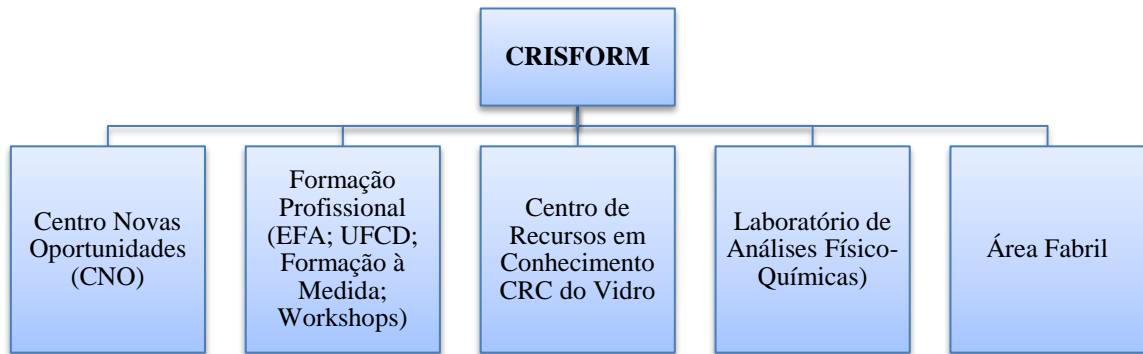 CRISFORM
Centro Novas
Oportunidades
(CNO)
Formação
Profissional
(EFA; UFCD;
Formação à
Medida;
Workshops)
Centro de
Recursos em
Conhecimento
CRC do Vidro
Laboratório de
Análises Físico-
Químicas)
Área Fabril